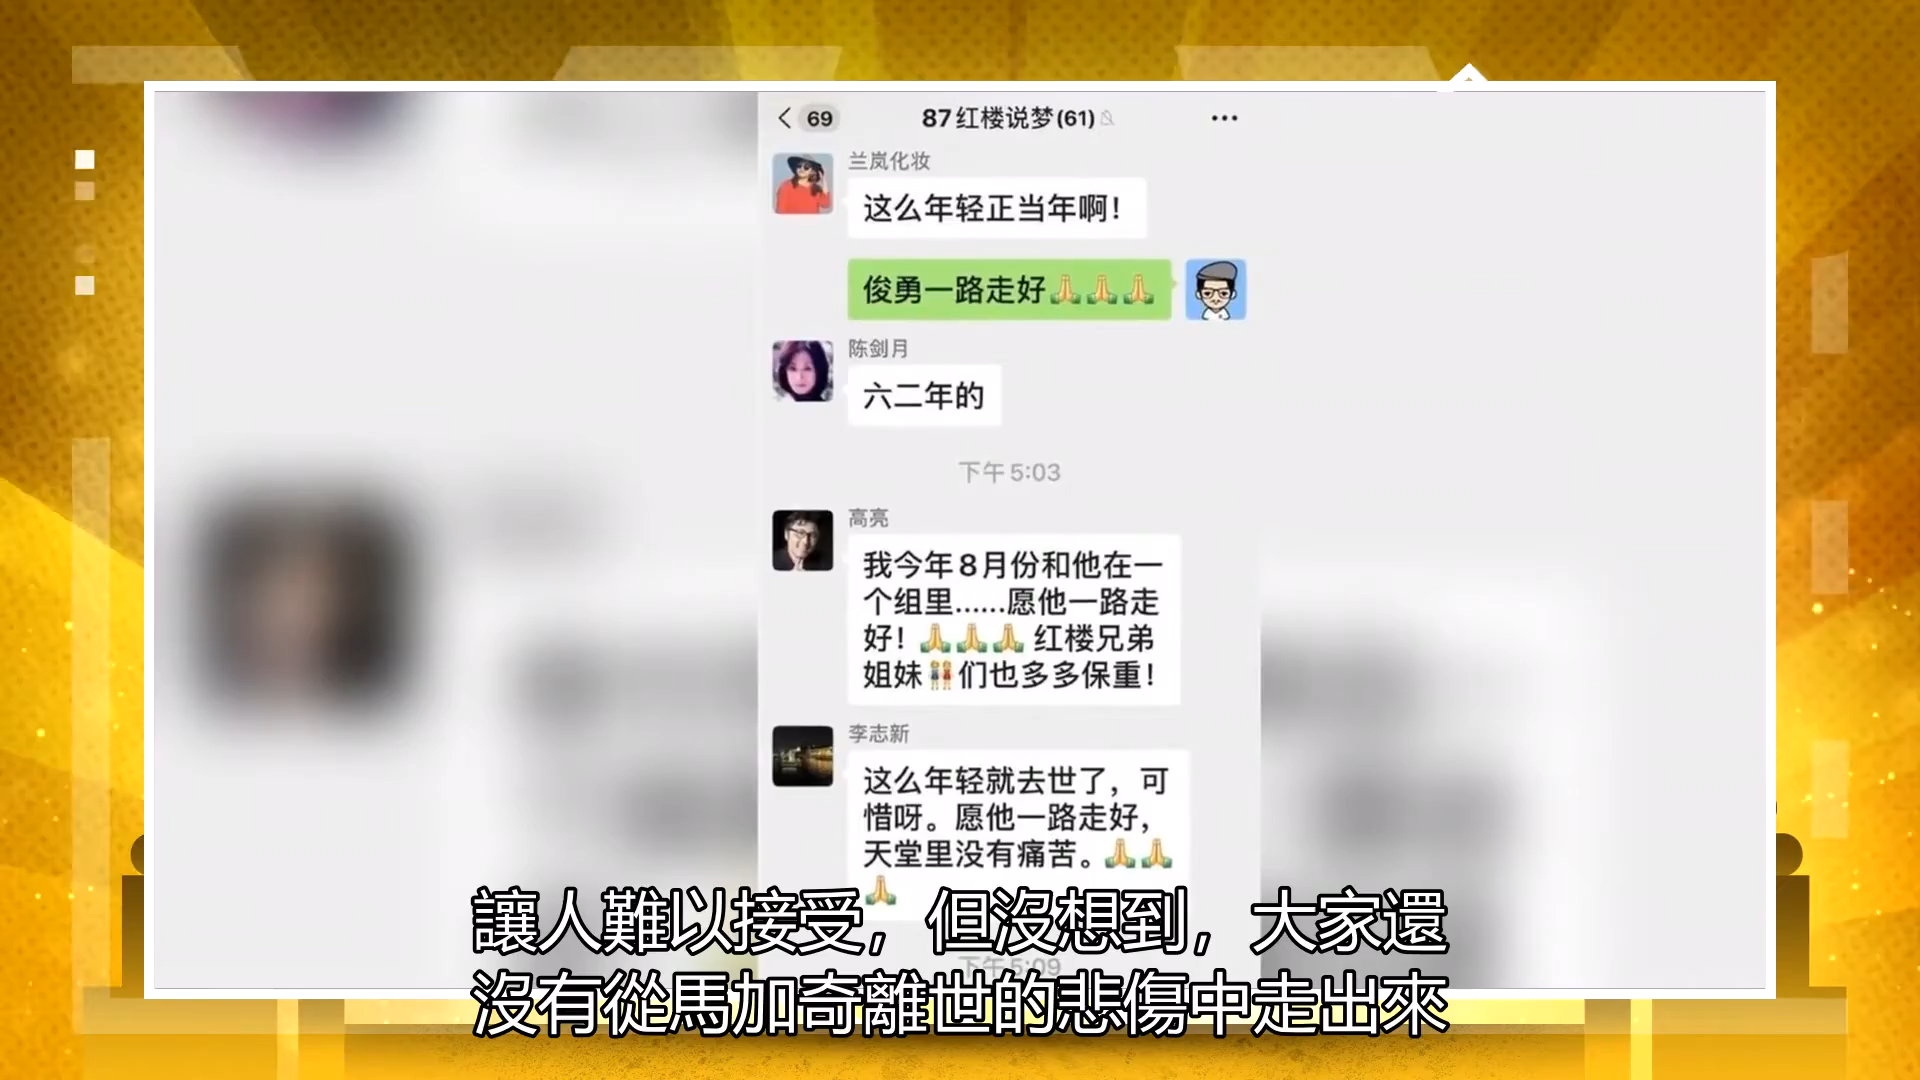 69
87红楼说梦(61)
兰岚化妆
这么年轻正当年啊！
俊勇一路走好🙏🙏🙏
陈剑月
六二年的
下午 5:03
高亮
我今年8月份和他在一
个组里……愿他一路走
好！🙏🙏🙏 红楼兄弟
姐妹👫们也多多保重！
李志新
这么年轻就去世了，可
惜呀。愿他一路走好，
天堂里没有痛苦。🙏🙏
🙏
下午 5:09
讓人難以接受，但沒想到，大家還
沒有從馬加奇離世的悲傷中走出來